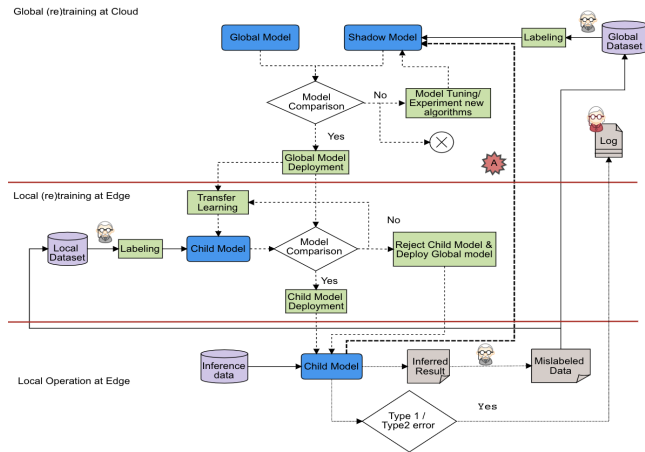 Global (re)training at Cloud
Global Model
Shadow Model
Labeling
Global
Dataset
Model
Comparison
No
Model Tuning/
Experiment new
algorithms
Log
Yes
Global Model
Deployment
A
Local (re)training at Edge
Transfer
Learning
No
Local
Dataset
Labeling
Child Model
Model
Comparison
Reject Child Model &
Deploy Global model
Yes
Child Model
Deployment
Inference
data
Child Model
Inferred
Result
Mislabeled
Data
Local Operation at Edge
Type 1 /
Type2 error
Yes